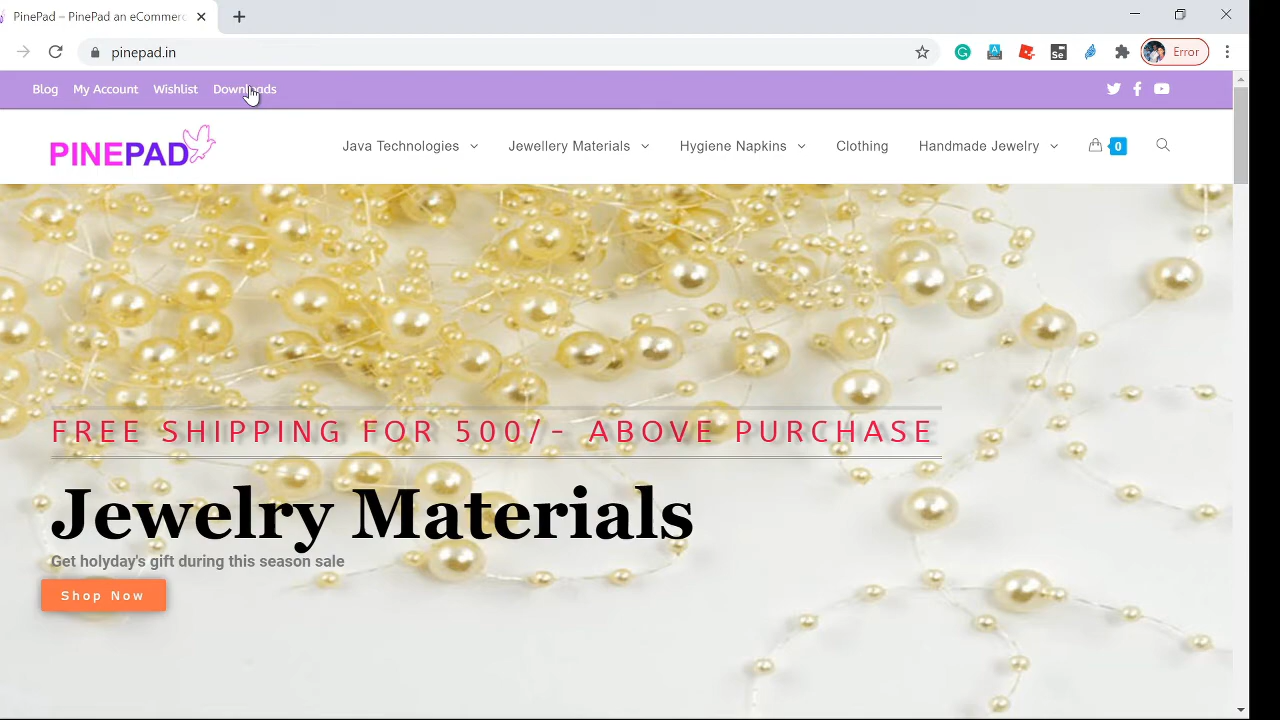 PinePad – PinePad an eCommerc
pinepad.in
Se
Error
Blog My Account Wishlist Downloads
PINEPAD
Java Technologies Jewellery Materials Hygiene Napkins Clothing Handmade Jewelry 0
FREE SHIPPING FOR 500/- ABOVE PURCHASE
Jewelry Materials
Get holyday's gift during this season sale
Shop Now